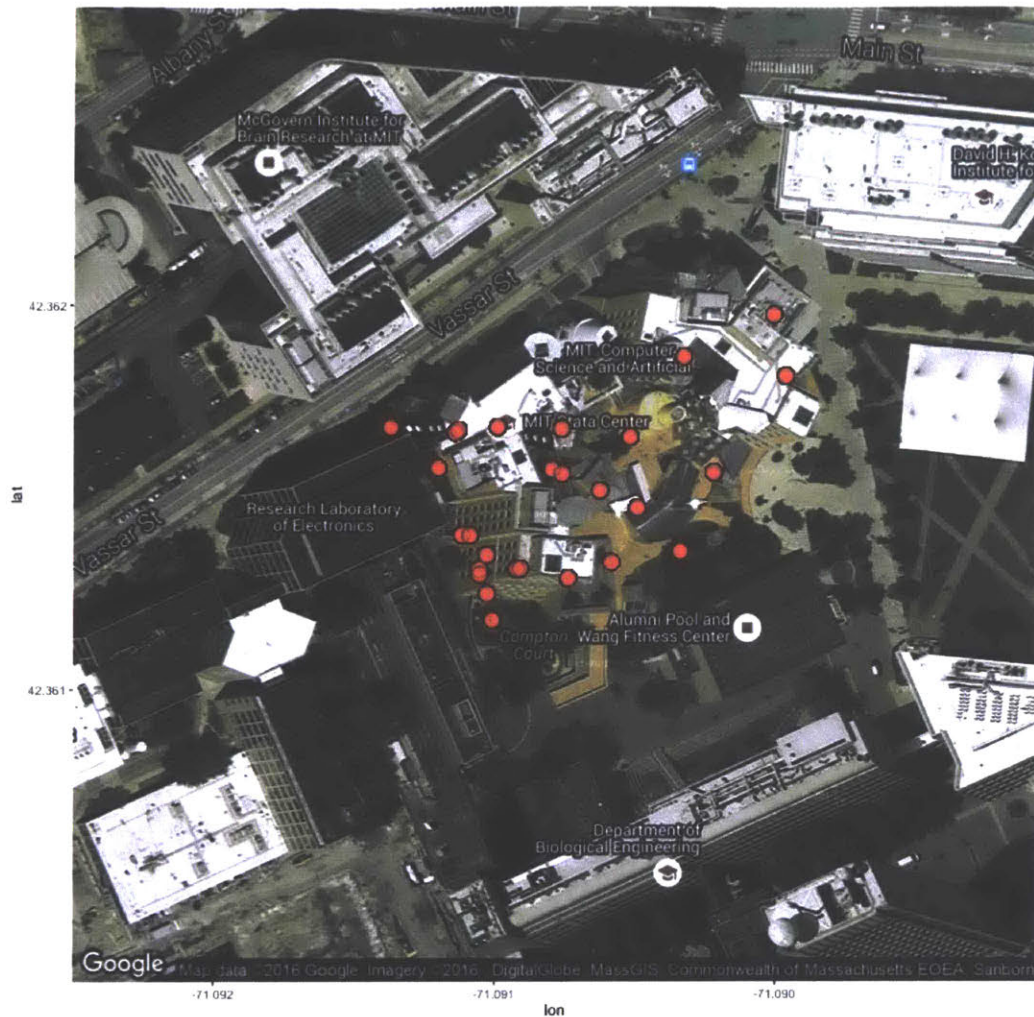 Main St
Albany St
Main St
McGovern Institute for
Brain Research at MIT
David H. Ko
Institute for
Vassar St
42.362
MIT Computer
Science and Artificial
MIT Stata Center
lat
Research Laboratory
of Electronics
Vassar St
Alumni Pool and
Wang Fitness Center
Compton
Court
42.361
Department of
Biological Engineering
Google
Map data ©2016 Google Imagery ©2016 , DigitalGlobe, MassGIS, Commonwealth of Massachusetts EOEA, Sanborn
-71.092
-71.091
-71.090
lon